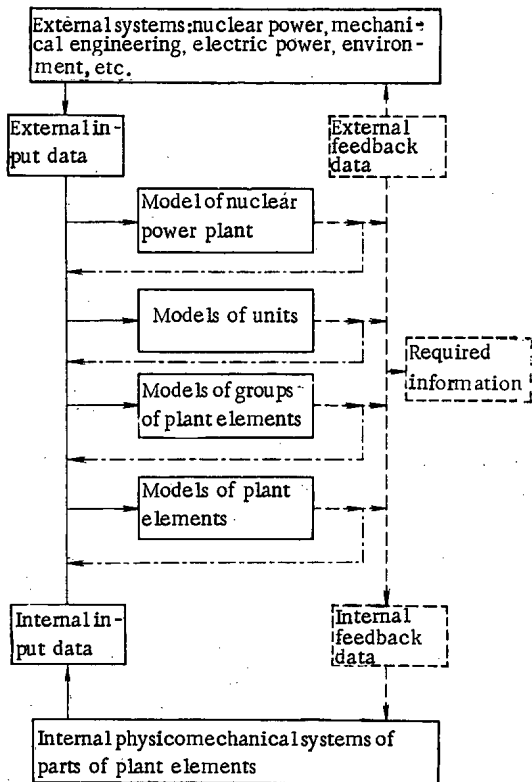 External systems:nuclear power, mechani-
cal engineering, electric power, environ-
ment, etc.
External in-
put data
External
feedback
data
Model of nuclear
power plant
Models of units
Required
information
Models of groups
of plant elements
Models of plant
elements
Internal in-
put data
Internal
feedback
data
Internal physicomechanical systems of
parts of plant elements